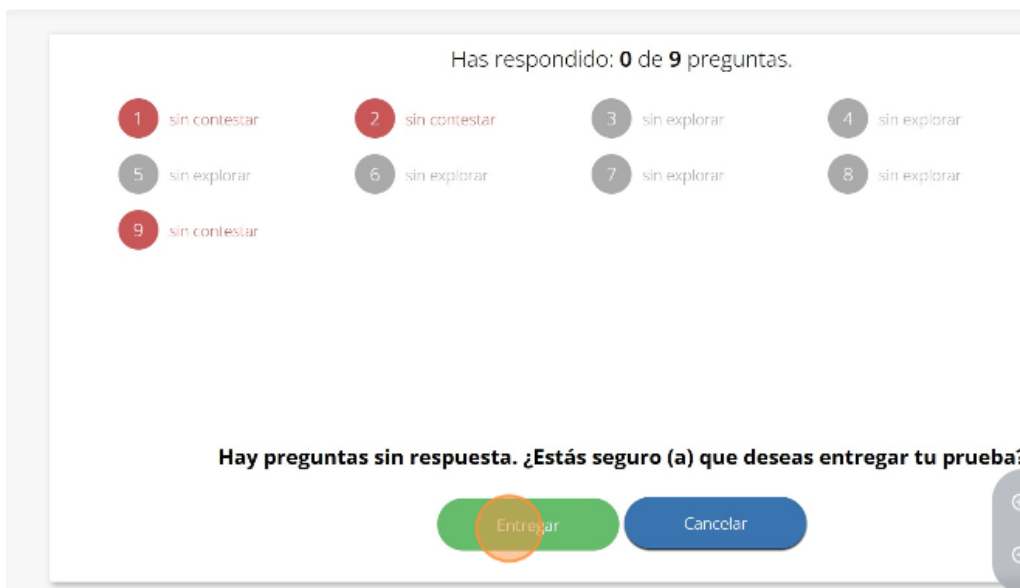 Has respondido: 0 de 9 preguntas.
1 sin contestar 2 sin contestar 3 sin explorar 4 sin explorar
5 sin explorar 6 sin explorar 7 sin explorar 8 sin explorar
9 sin contestar
Hay preguntas sin respuesta. ¿Estás seguro (a) que deseas entregar tu prueba?
Entregar Cancelar